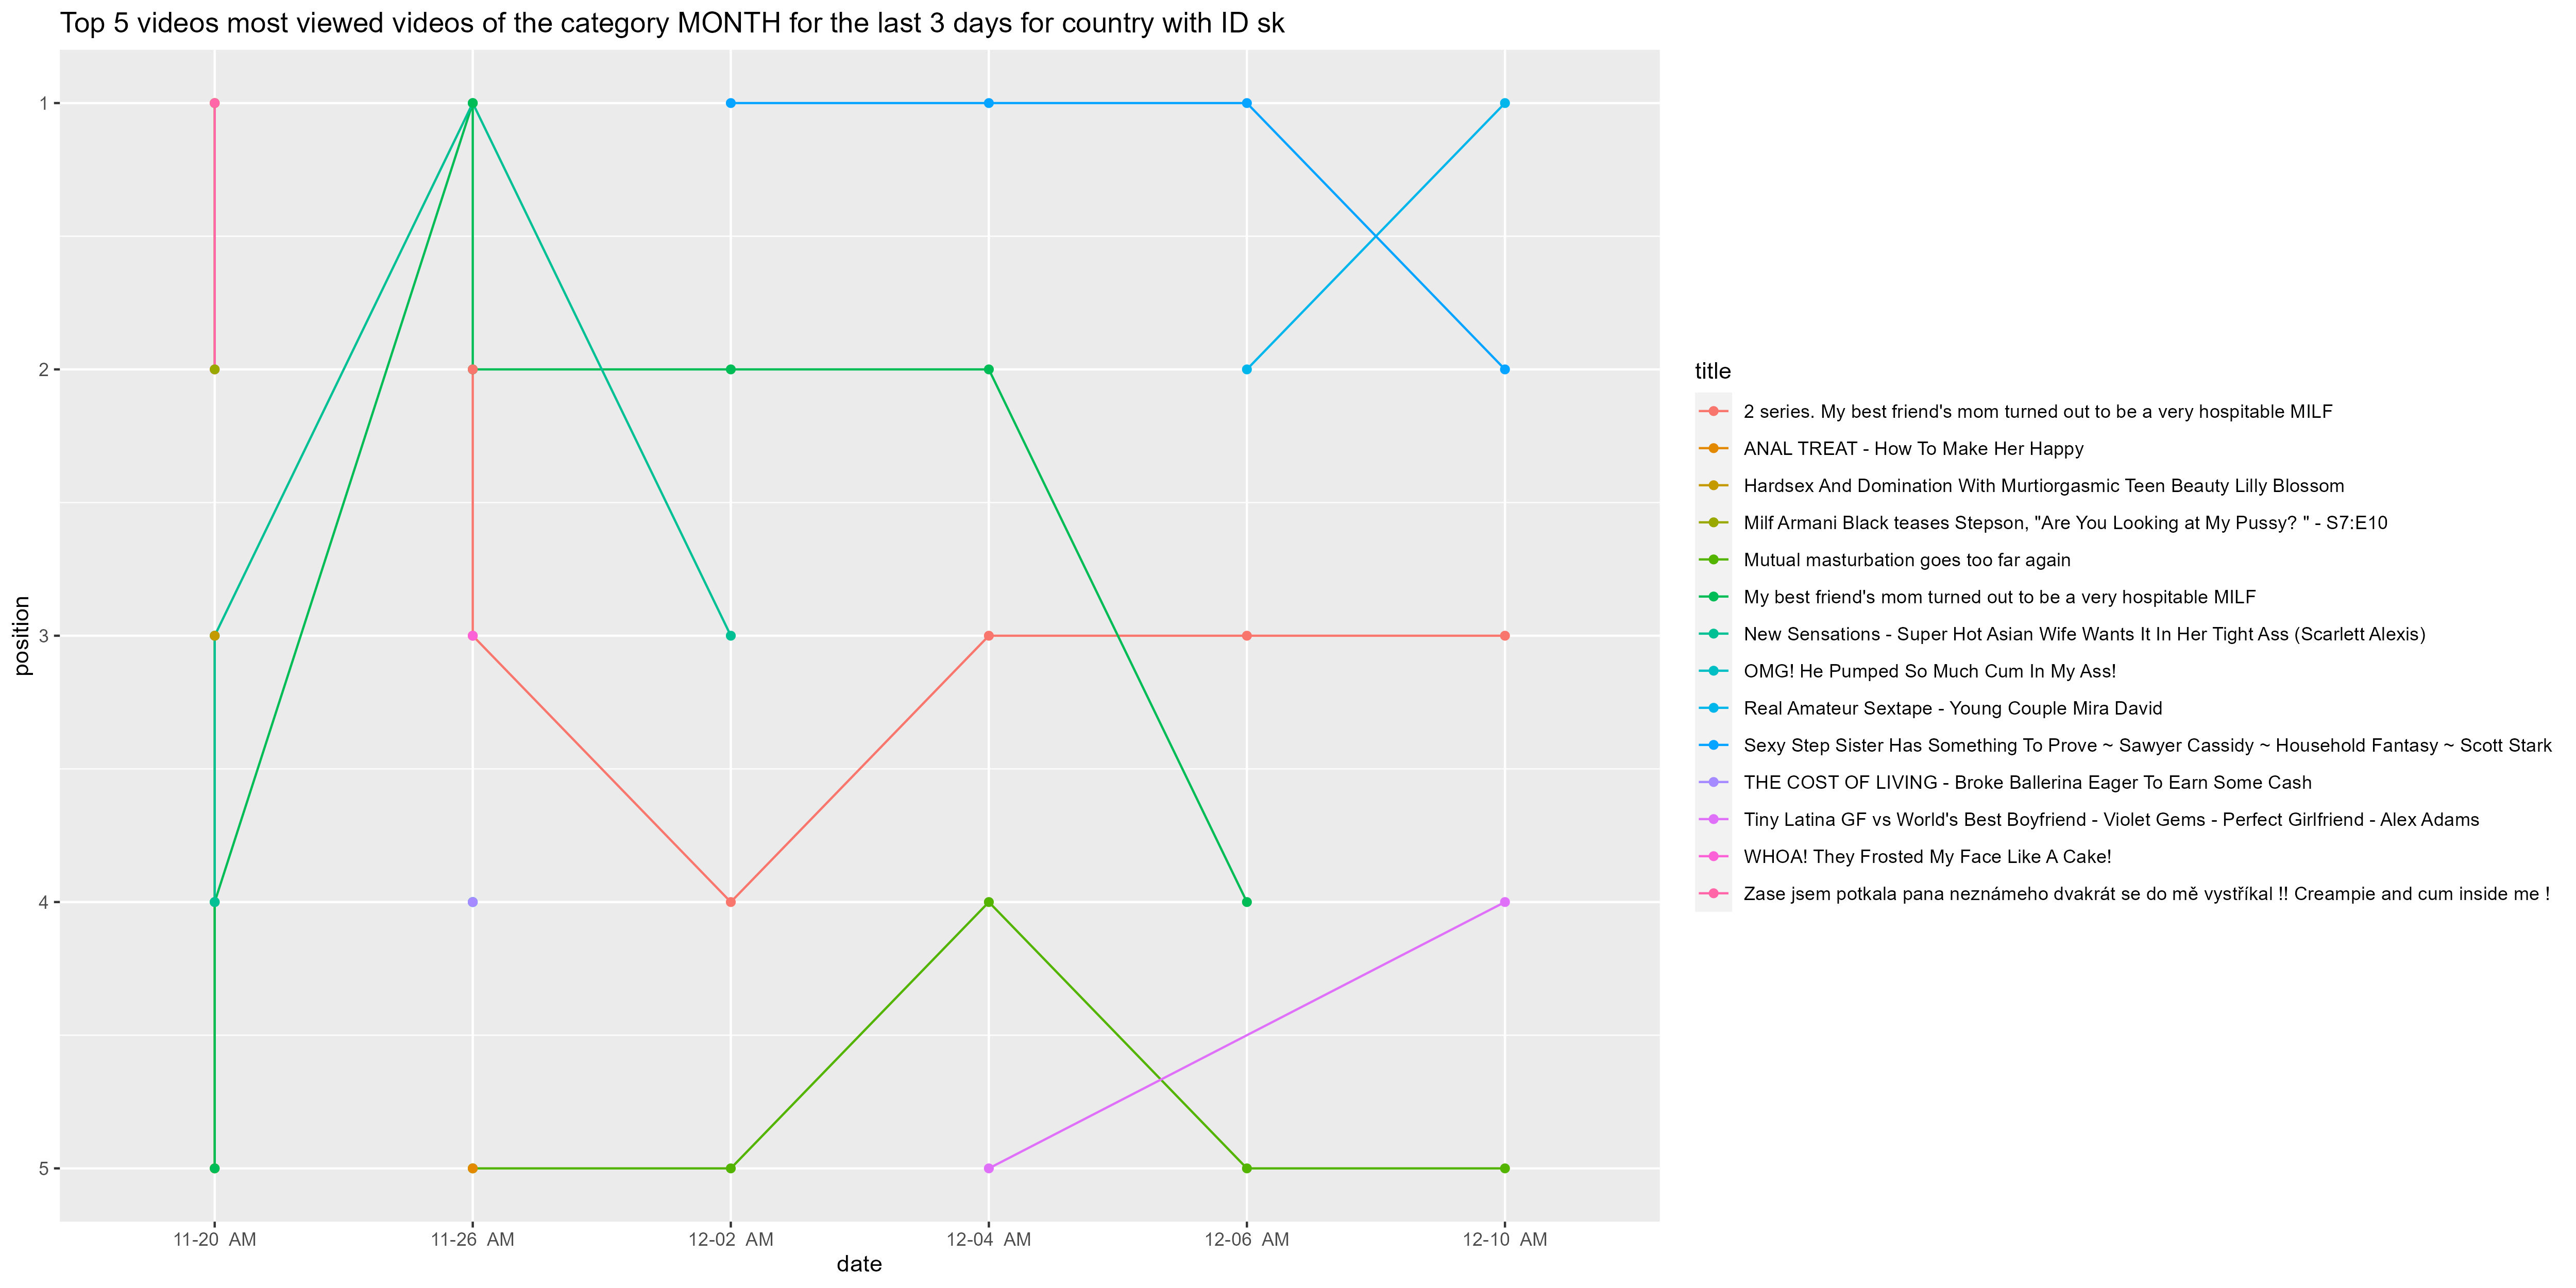 Top 5 videos most viewed videos of the category MONTH for the last 3 days for country with ID sk
position
1
2
3
4
5
11-20 AM
11-26 AM
12-02 AM
12-04 AM
12-06 AM
12-10 AM
date
title
2 series. My best friend's mom turned out to be a very hospitable MILF
ANAL TREAT - How To Make Her Happy
Hardsex And Domination With Murtiorgasmic Teen Beauty Lilly Blossom
Milf Armani Black teases Stepson, "Are You Looking at My Pussy? " - S7:E10
Mutual masturbation goes too far again
My best friend's mom turned out to be a very hospitable MILF
New Sensations - Super Hot Asian Wife Wants It In Her Tight Ass (Scarlett Alexis)
OMG! He Pumped So Much Cum In My Ass!
Real Amateur Sextape - Young Couple Mira David
Sexy Step Sister Has Something To Prove ~ Sawyer Cassidy ~ Household Fantasy ~ Scott Stark
THE COST OF LIVING - Broke Ballerina Eager To Earn Some Cash
Tiny Latina GF vs World's Best Boyfriend - Violet Gems - Perfect Girlfriend - Alex Adams
WHOA! They Frosted My Face Like A Cake!
Zase jsem potkala pana neznámeho dvakrát se do mě vystříkal !! Creampie and cum inside me !